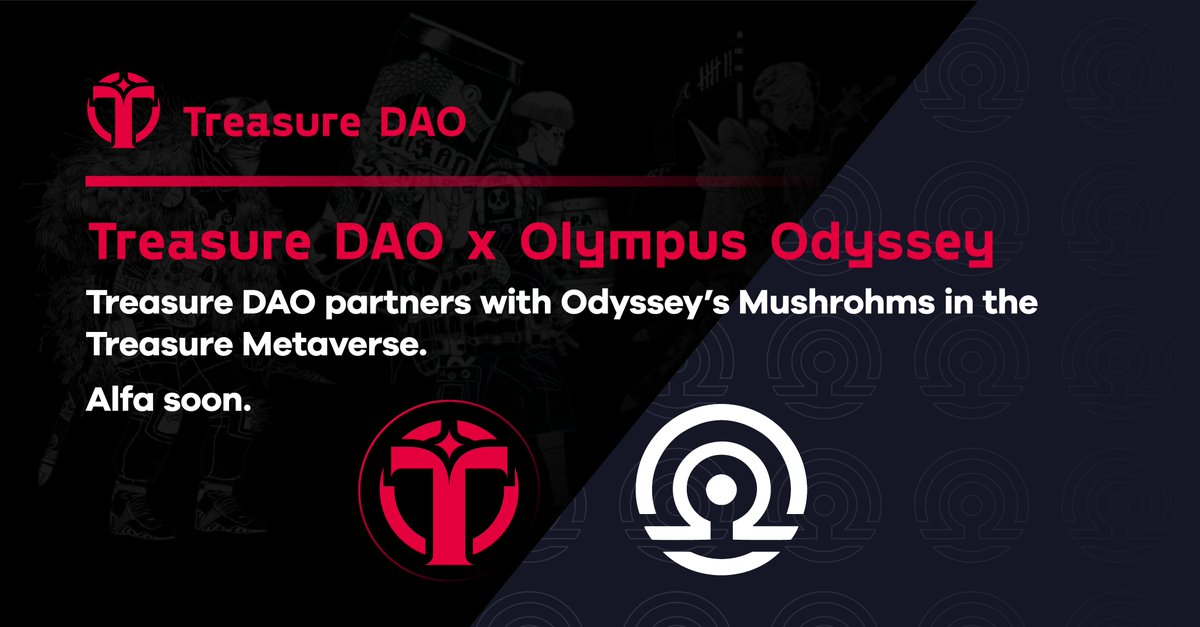 Treasure DAO
Treasure DAO x Olympus Odyssey
Treasure DAO partners with Odyssey’s Mushrohms in the
Treasure Metaverse.
Alfa soon.